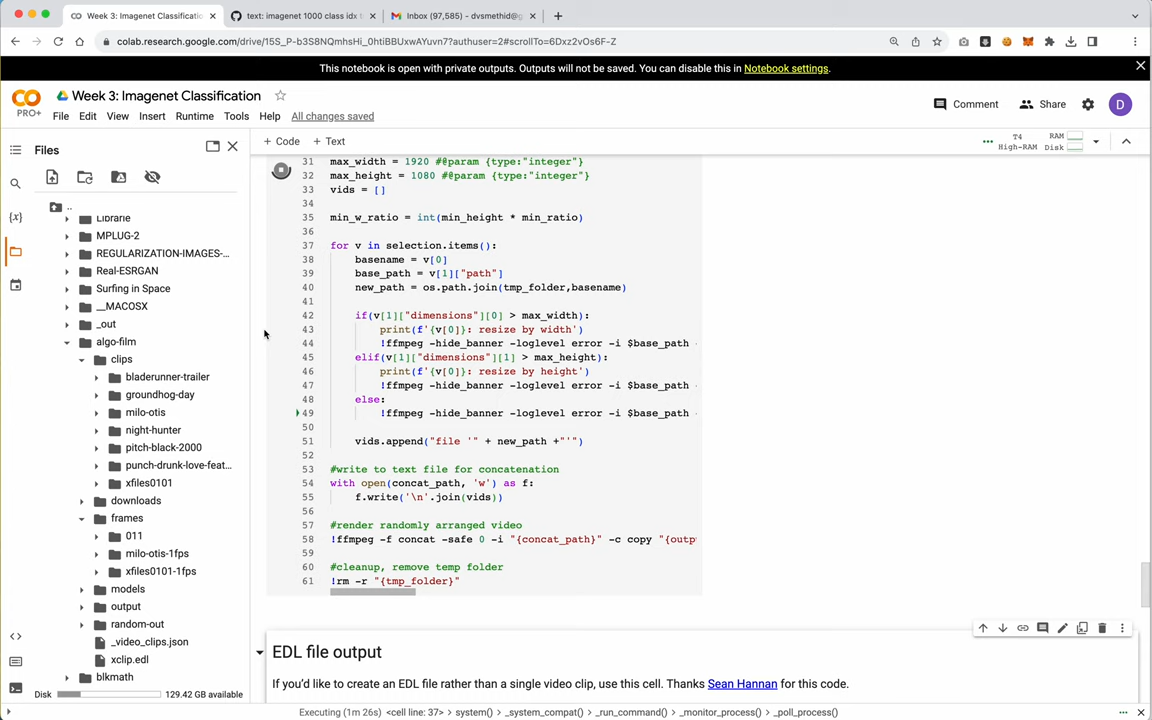 Week 3: Imagenet Classificatio
text: imagenet 1000 class idx t
Inbox (97,585) - dvsmethid@g
colab.research.google.com/drive/15S_P-b3S8NQmhsHi_0htiBBUxwAYuvn7?authuser=2#scrollTo=6Dxz2vOs6F-Z
This notebook is open with private outputs. Outputs will not be saved. You can disable this in Notebook settings.
CO
PRO+
Week 3: Imagenet Classification
Comment
Share
D
File Edit View Insert Runtime Tools Help All changes saved
Files
+ Code + Text
T4
High-RAM
RAM
Disk
..
Librarie
MPLUG-2
REGULARIZATION-IMAGES-...
Real-ESRGAN
Surfing in Space
__MACOSX
_out
algo-film
clips
bladerunner-trailer
groundhog-day
milo-otis
night-hunter
pitch-black-2000
punch-drunk-love-feat...
xfiles0101
downloads
frames
011
milo-otis-1fps
xfiles0101-1fps
models
output
random-out
_video_clips.json
xclip.edl
blkmath
Disk 129.42 GB available
31 max_width = 1920 #@param {type:"integer"}
32 max_height = 1080 #@param {type:"integer"}
33 vids = []
34
35 min_w_ratio = int(min_height * min_ratio)
36
37 for v in selection.items():
38 basename = v[0]
39 base_path = v[1]["path"]
40 new_path = os.path.join(tmp_folder,basename)
41
42 if(v[1]["dimensions"][0] > max_width):
43 print(f'{v[0]}: resize by width')
44 !ffmpeg -hide_banner -loglevel error -i $base_path -
45 elif(v[1]["dimensions"][1] > max_height):
46 print(f'{v[0]}: resize by height')
47 !ffmpeg -hide_banner -loglevel error -i $base_path -
48 else:
49 !ffmpeg -hide_banner -loglevel error -i $base_path -
50
51 vids.append("file '" + new_path +"'")
52
53 #write to text file for concatenation
54 with open(concat_path, 'w') as f:
55 f.write('\n'.join(vids))
56
57 #render randomly arranged video
58 !ffmpeg -f concat -safe 0 -i "{concat_path}" -c copy "{outp
59
60 #cleanup, remove temp folder
61 !rm -r "{tmp_folder}"
EDL file output
If you'd like to create an EDL file rather than a single video clip, use this cell. Thanks Sean Hannan for this code.
Executing (1m 26s) <cell line: 37> > system() > _system_compat() > _run_command() > _monitor_process() > _poll_process()